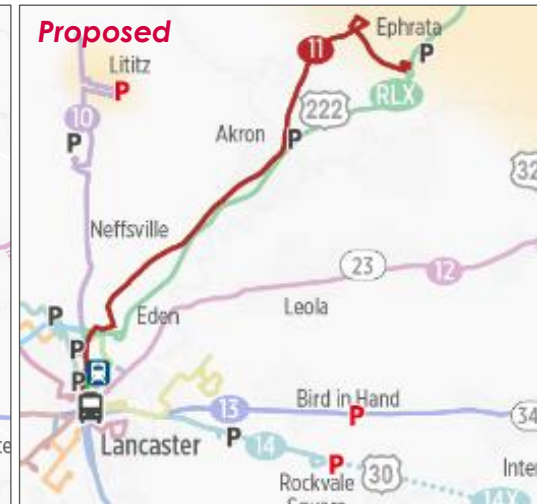 Proposed
Ephrata
11
P
Lititz
P
RLX
222
10
P
Akron
P
32
Neffsville
23
12
P
Eden
Leola
P
P
Bird in Hand
13
P
34
Lancaster
P
14
P
Rockvale
30
Inter
Square
14X